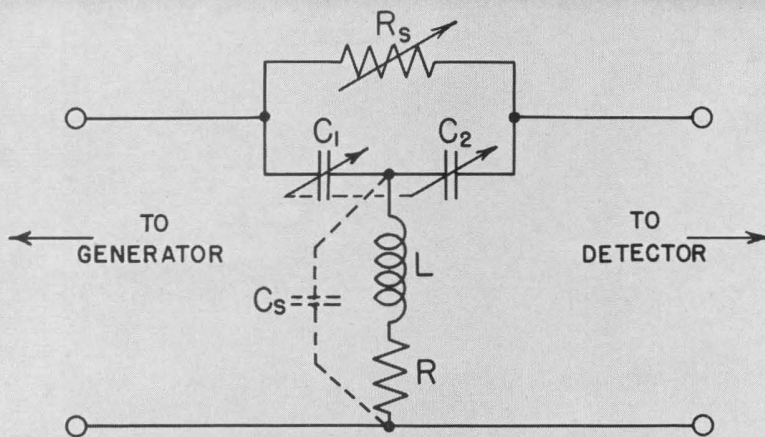 Rs
C1
C2
TO
GENERATOR
TO
DETECTOR
L
Cs
R